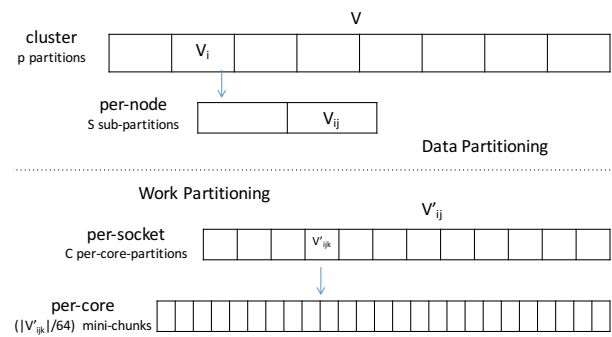 V
cluster
p partitions
Vᵢ
per-node
S sub-partitions
Vᵢⱼ
Data Partitioning
Work Partitioning
V'ᵢⱼ
per-socket
C per-core-partitions
V'ᵢⱼₖ
per-core
(|V'ᵢⱼₖ|/64) mini-chunks